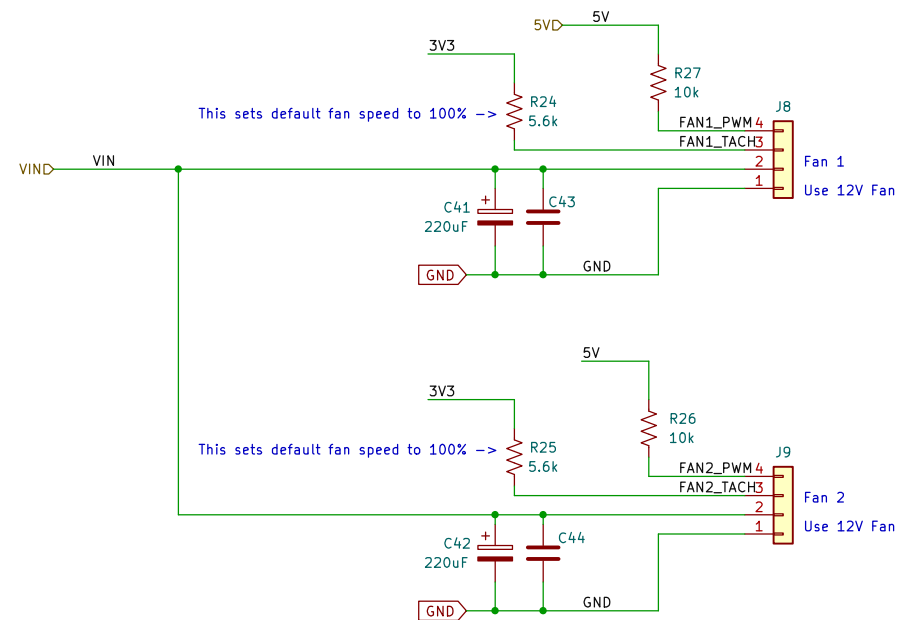 5V
5V
3V3
R27
10k
R24
5.6k
This sets default fan speed to 100% ->
J8
FAN1_PWM 4
FAN1_TACH 3
VIN
VIN
2
Fan 1
1
Use 12V Fan
C41
220uF
+
C43
GND
GND
5V
3V3
R26
10k
R25
5.6k
This sets default fan speed to 100% ->
J9
FAN2_PWM 4
FAN2_TACH 3
2
Fan 2
1
Use 12V Fan
C42
220uF
+
C44
GND
GND